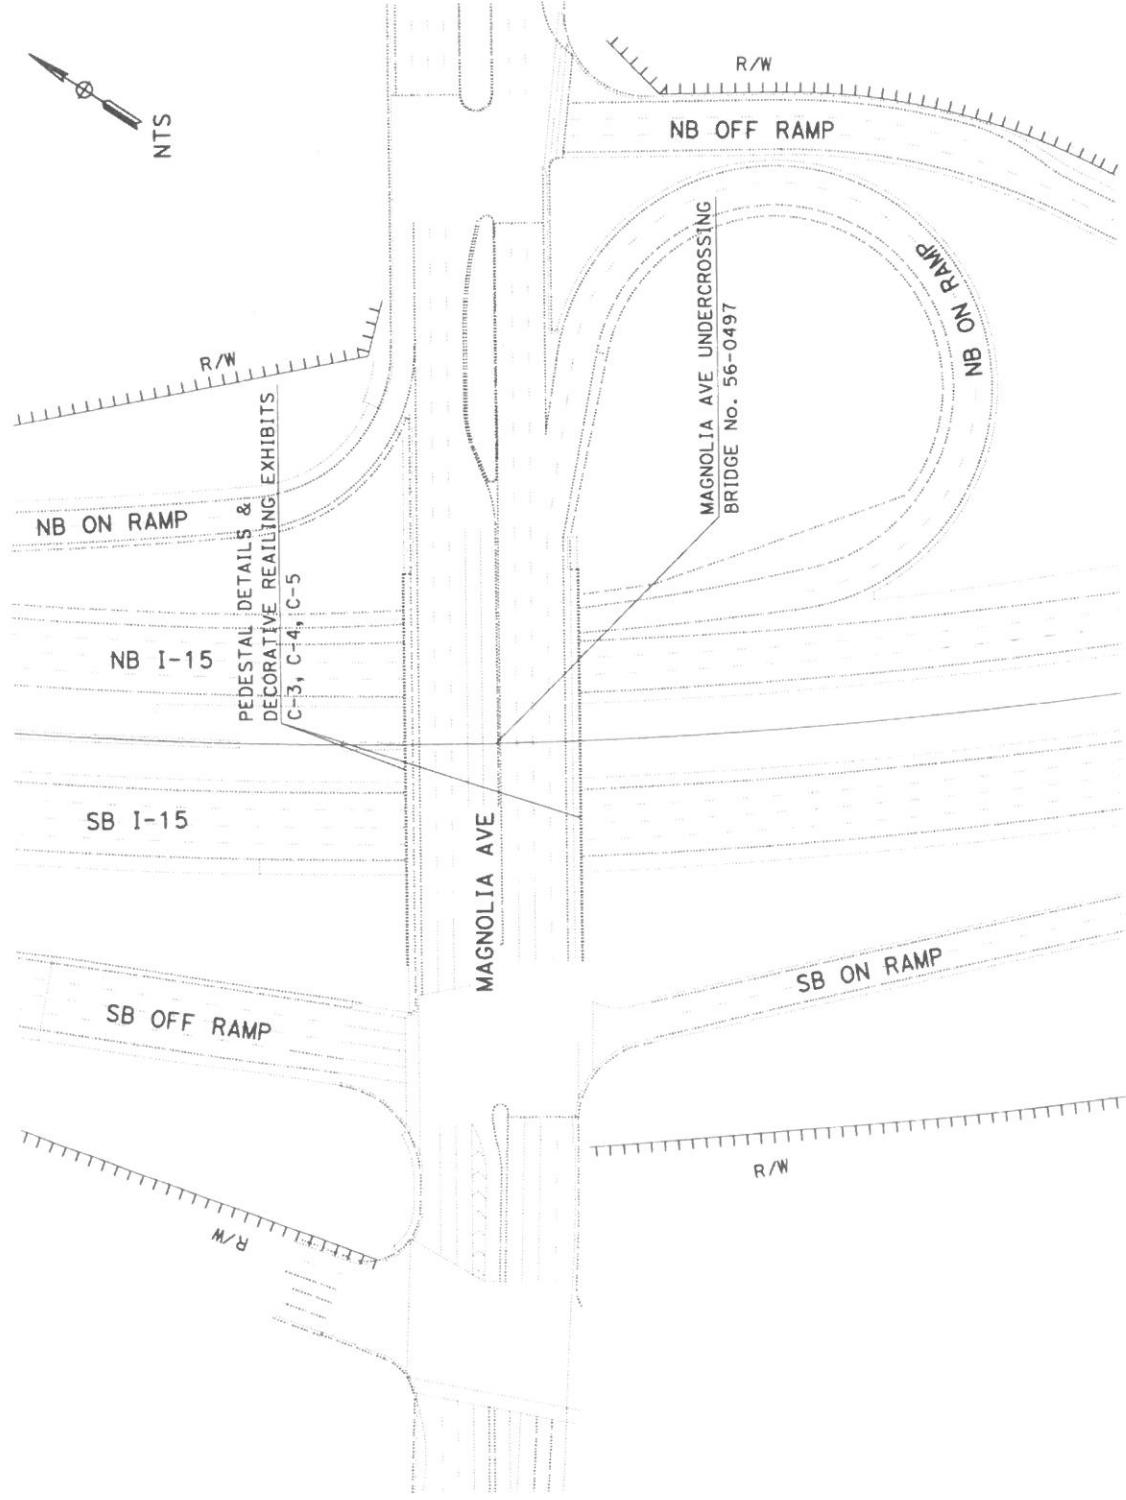 NTS
R/W
NB OFF RAMP
MAGNOLIA AVE UNDERCROSSING
BRIDGE No. 56-0497
NB ON RAMP
R/W
PEDESTAL DETAILS &
DECORATIVE REAILING EXHIBITS
C-3, C-4, C-5
NB ON RAMP
NB I-15
SB I-15
MAGNOLIA AVE
SB OFF RAMP
SB ON RAMP
R/W
R/W